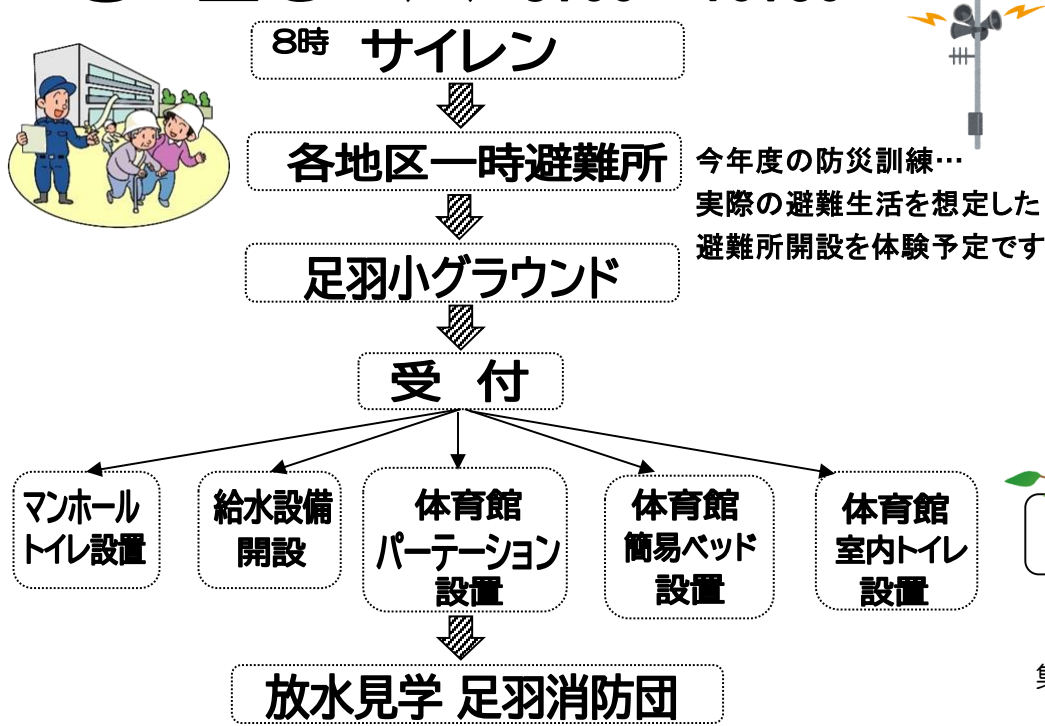 8時 サイレン
各地区一時避難所
今年度の防災訓練…
実際の避難生活を想定した
避難所開設を体験予定です
足羽小グラウンド
受 付
マンホール
トイレ設置
給水設備
開設
体育館
パーテーション
設置
体育館
簡易ベッド
設置
体育館
室内トイレ
設置
放水見学 足羽消防団